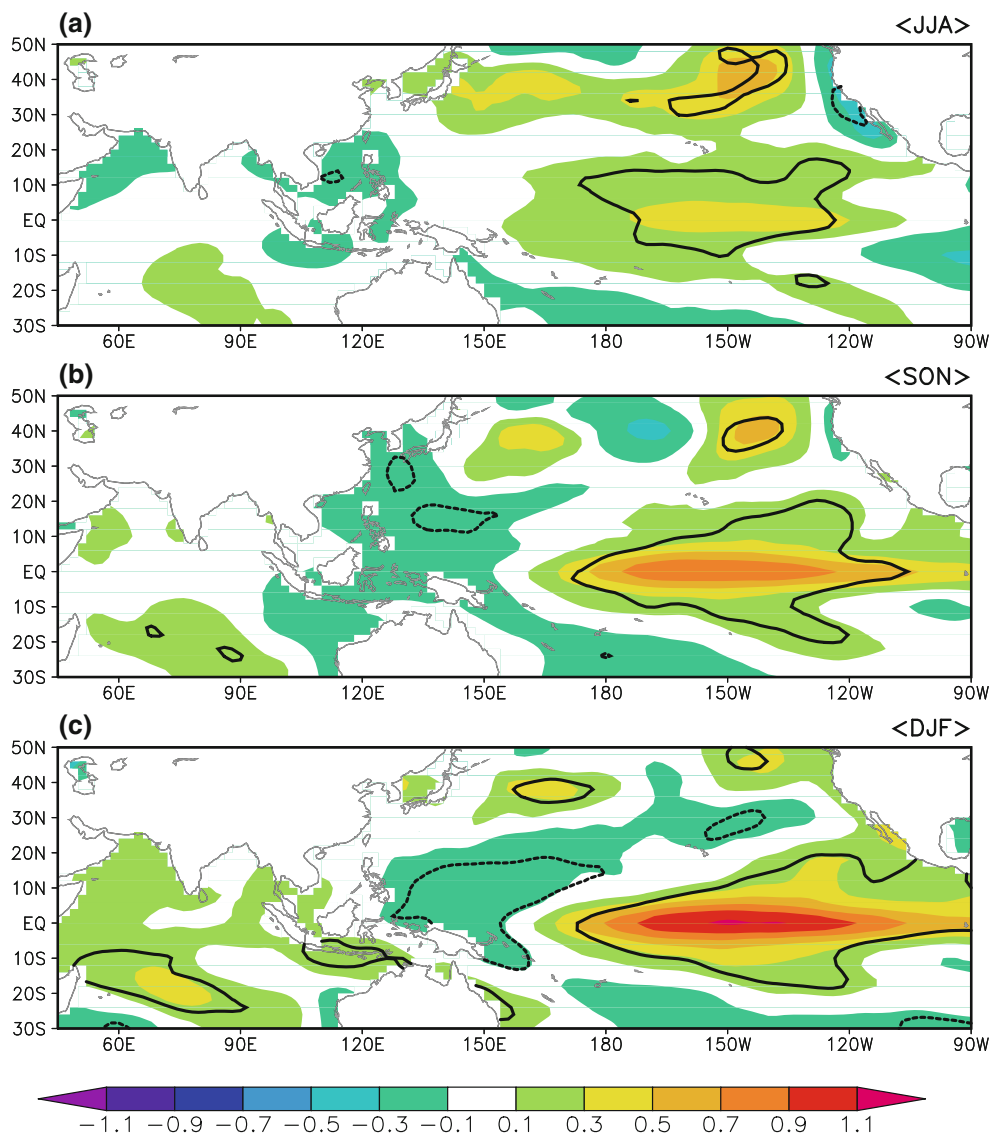 (a) <JJA>
50N
40N
30N
20N
10N
EQ
10S
20S
30S
60E 90E 120E 150E 180 150W 120W 90W
(b) <SON>
50N
40N
30N
20N
10N
EQ
10S
20S
30S
60E 90E 120E 150E 180 150W 120W 90W
(c) <DJF>
50N
40N
30N
20N
10N
EQ
10S
20S
30S
60E 90E 120E 150E 180 150W 120W 90W
-1.1 -0.9 -0.7 -0.5 -0.3 -0.1 0.1 0.3 0.5 0.7 0.9 1.1